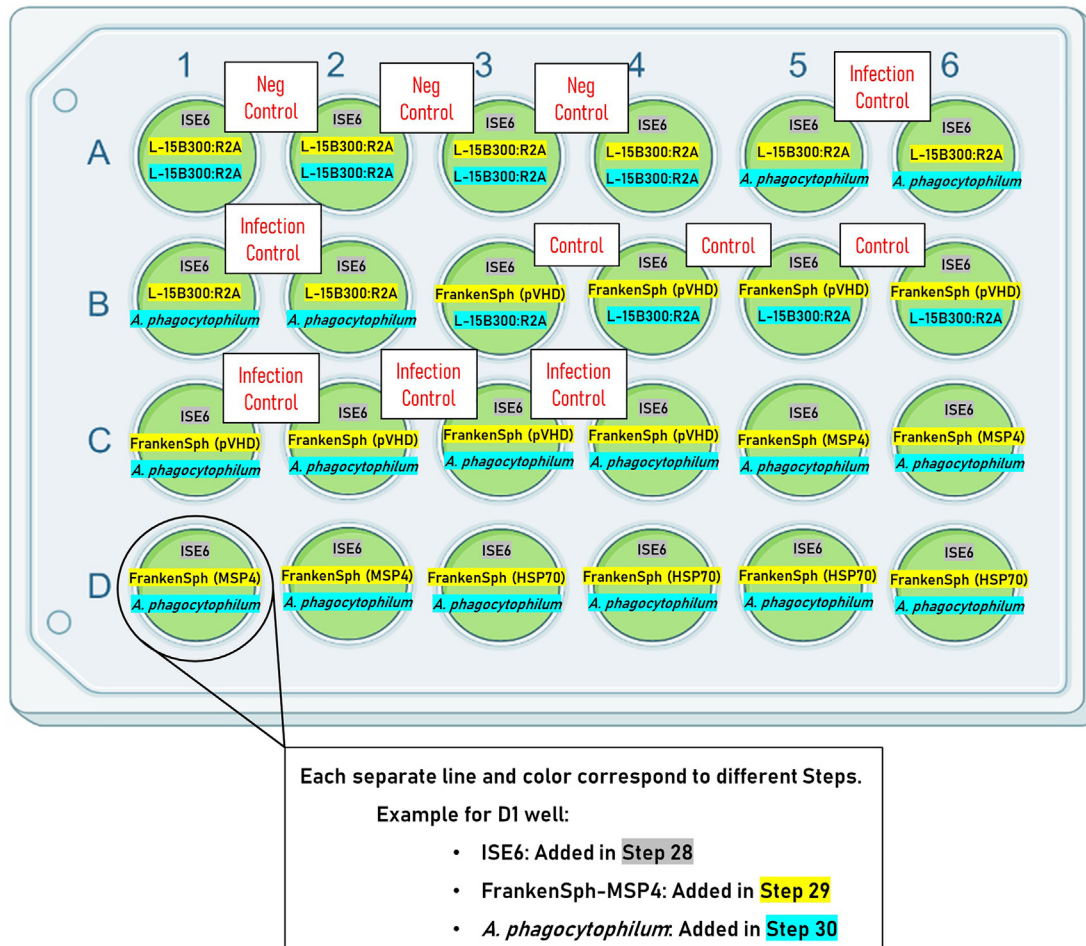 1 2 3 4 5 6
Neg
Control
Neg
Control
Neg
Control
Infection
Control
A
ISE6
L-15B300:R2A
L-15B300:R2A
ISE6
L-15B300:R2A
L-15B300:R2A
ISE6
L-15B300:R2A
L-15B300:R2A
ISE6
L-15B300:R2A
L-15B300:R2A
ISE6
L-15B300:R2A
A. phagocytophilum
ISE6
L-15B300:R2A
A. phagocytophilum
Infection
Control
Control
Control
Control
B
ISE6
L-15B300:R2A
A. phagocytophilum
ISE6
L-15B300:R2A
A. phagocytophilum
ISE6
FrankenSph (pVHD)
L-15B300:R2A
ISE6
FrankenSph (pVHD)
L-15B300:R2A
ISE6
FrankenSph (pVHD)
L-15B300:R2A
ISE6
FrankenSph (pVHD)
L-15B300:R2A
Infection
Control
Infection
Control
Infection
Control
C
ISE6
FrankenSph (pVHD)
A. phagocytophilum
ISE6
FrankenSph (pVHD)
A. phagocytophilum
ISE6
FrankenSph (pVHD)
A. phagocytophilum
ISE6
FrankenSph (pVHD)
A. phagocytophilum
ISE6
FrankenSph (MSP4)
A. phagocytophilum
ISE6
FrankenSph (MSP4)
A. phagocytophilum
D
ISE6
FrankenSph (MSP4)
A. phagocytophilum
ISE6
FrankenSph (MSP4)
A. phagocytophilum
ISE6
FrankenSph (HSP70)
A. phagocytophilum
ISE6
FrankenSph (HSP70)
A. phagocytophilum
ISE6
FrankenSph (HSP70)
A. phagocytophilum
ISE6
FrankenSph (HSP70)
A. phagocytophilum
Each separate line and color correspond to different Steps.
Example for D1 well:
• ISE6: Added in Step 28
• FrankenSph-MSP4: Added in Step 29
• A. phagocytophilum: Added in Step 30